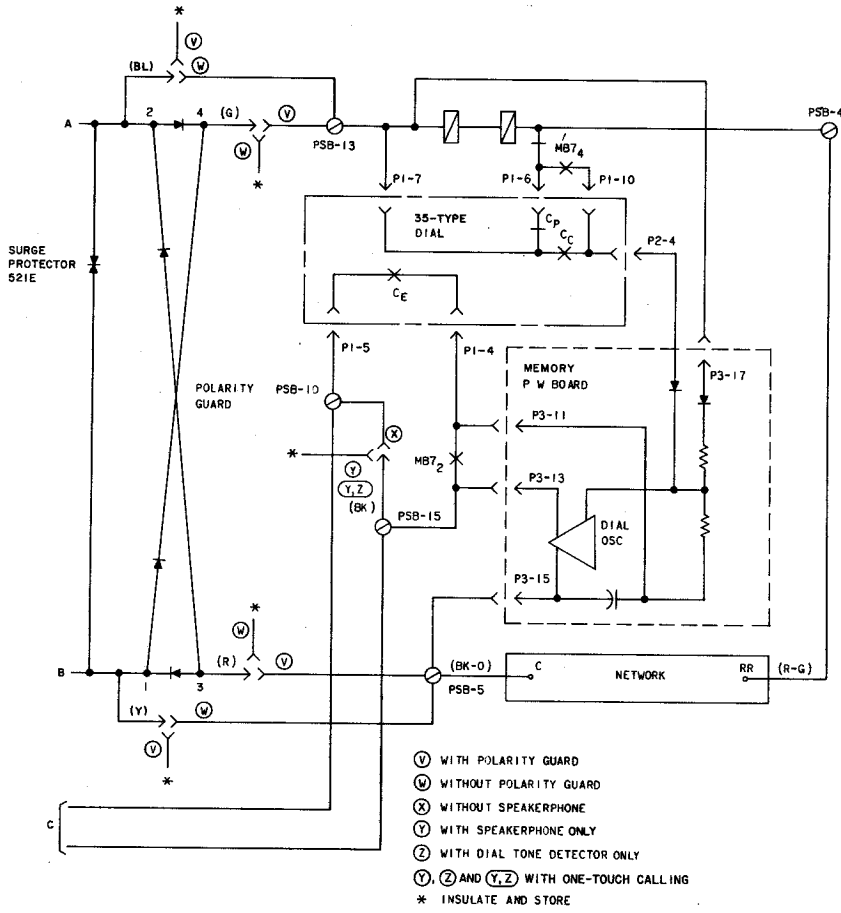 *
V
(BL)
W
A
2
4
(G)
V
W
*
PSB-13
MB7₄
PSB-4
P1-7
P1-6
P1-10
35-TYPE
DIAL
C_P
C_C
P2-4
SURGE
PROTECTOR
521E
C_E
P1-5
P1-4
MEMORY
P W BOARD
P3-17
POLARITY
GUARD
PSB-10
P3-11
X
*
Y
Y,Z
(BK)
MB7₂
P3-13
PSB-15
DIAL
OSC
P3-15
*
W
B
1
3
(R)
V
(BK-O)
C
NETWORK
RR
(R-G)
PSB-5
(Y)
W
V
*
C
V WITH POLARITY GUARD
W WITHOUT POLARITY GUARD
X WITHOUT SPEAKERPHONE
Y WITH SPEAKERPHONE ONLY
Z WITH DIAL TONE DETECTOR ONLY
Y, Z AND Y,Z WITH ONE-TOUCH CALLING
* INSULATE AND STORE